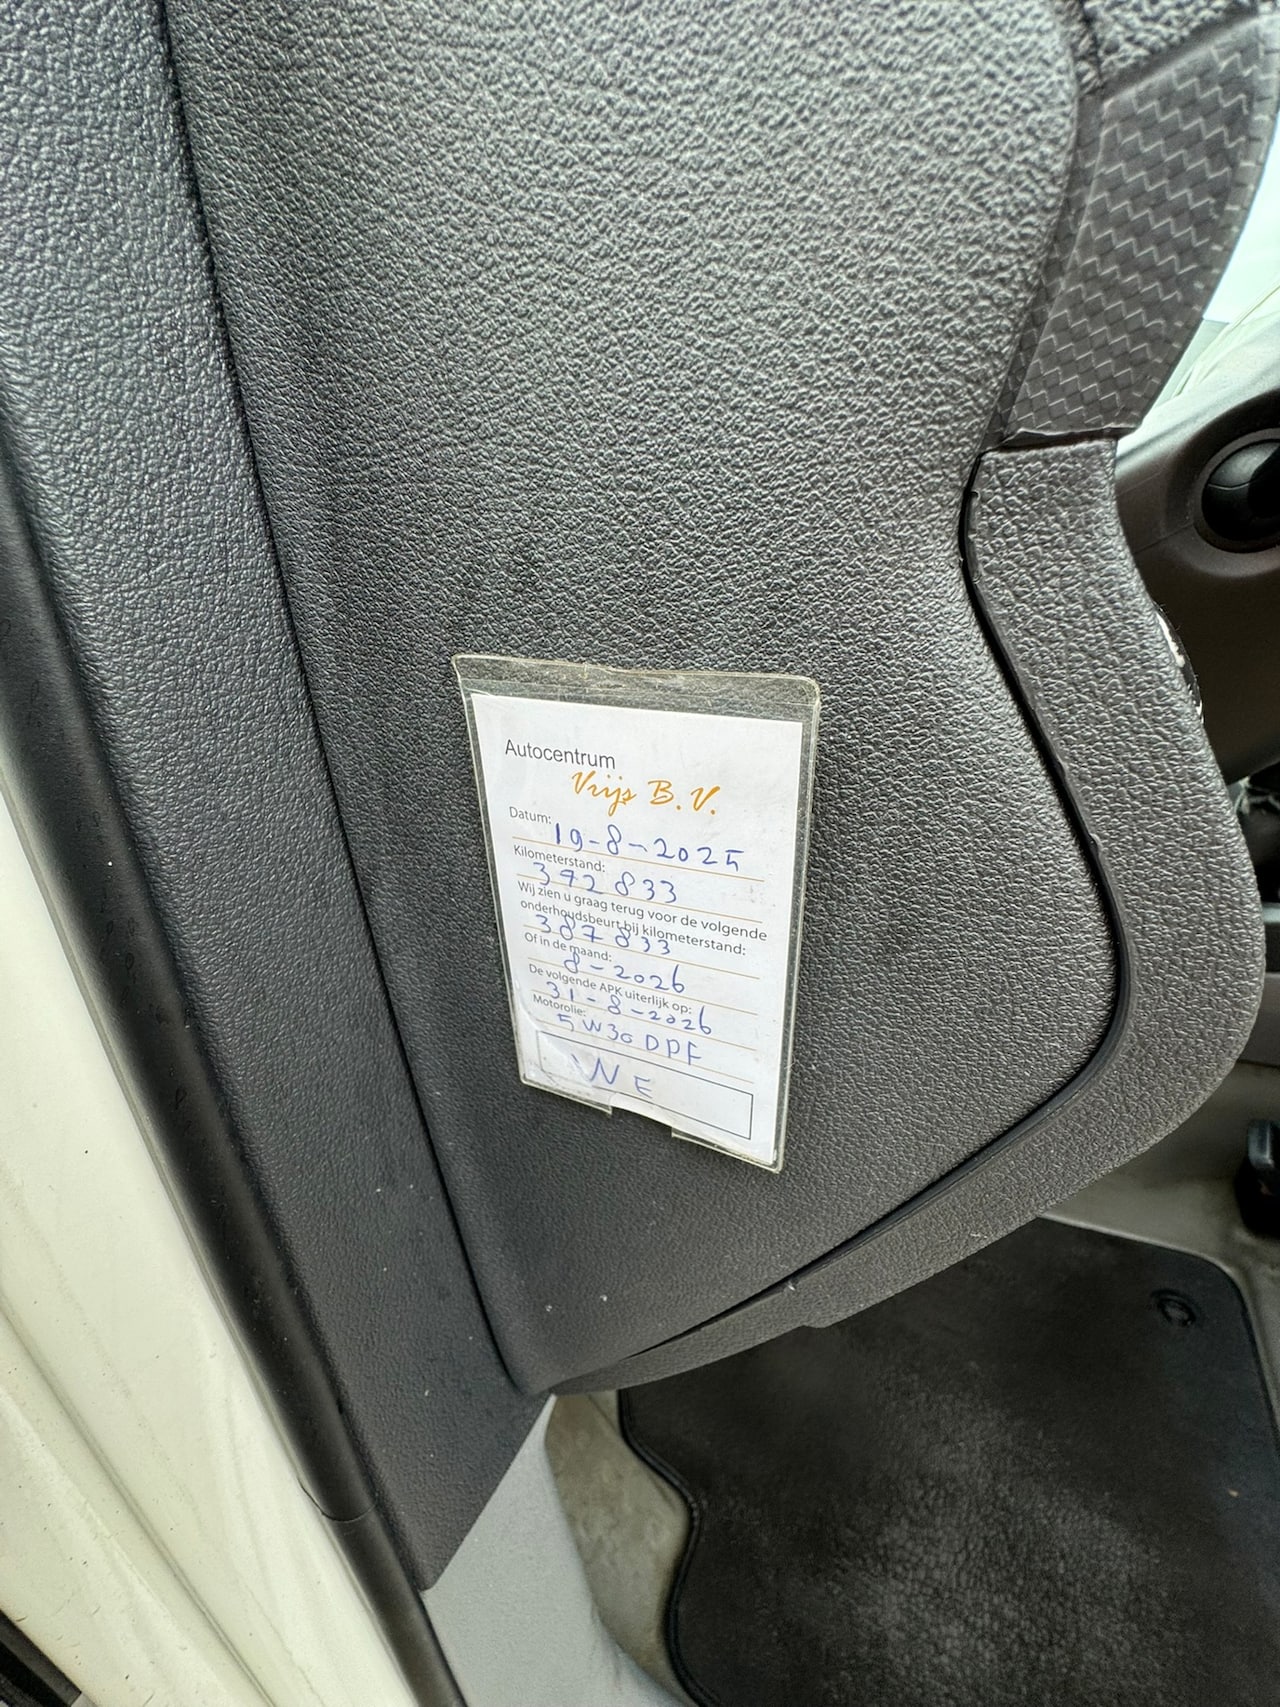 Autocentrum
Vrijs B.V.
Datum: 19-8-2025
Kilometerstand:
372833
Wij zien u graag terug voor de volgende
onderhoudsbeurt bij kilometerstand:
387833
Of in de maand:
8-2026
De volgende APK uiterlijk op:
31-8-2026
Motorolie:
5W30 DPF
WE